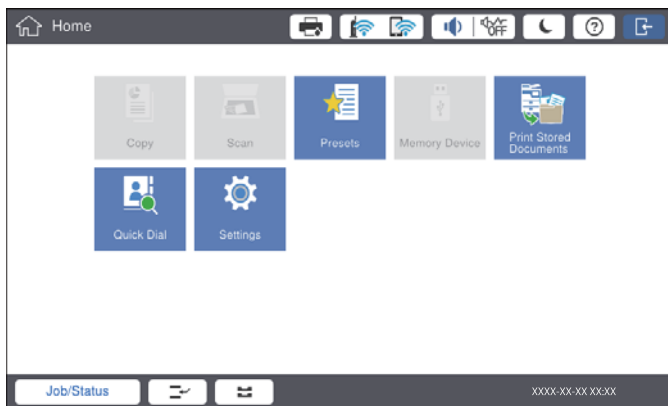 Home
OFF
?
Copy
Scan
Presets
Memory Device
Print Stored
Documents
Quick Dial
Settings
Job/Status
XXXX-XX-XX XX:XX